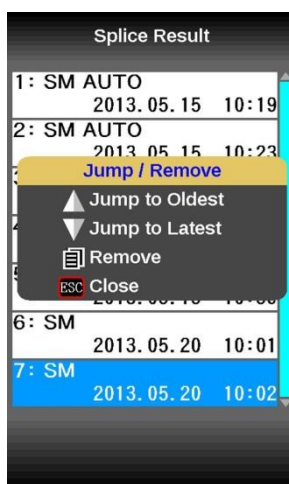 Splice Result
1: SM AUTO
2013.05.15 10:19
2: SM AUTO
2013.05.15 10:23
Jump / Remove
Jump to Oldest
Jump to Latest
Remove
ESC Close
6: SM
2013.05.20 10:01
7: SM
2013.05.20 10:02